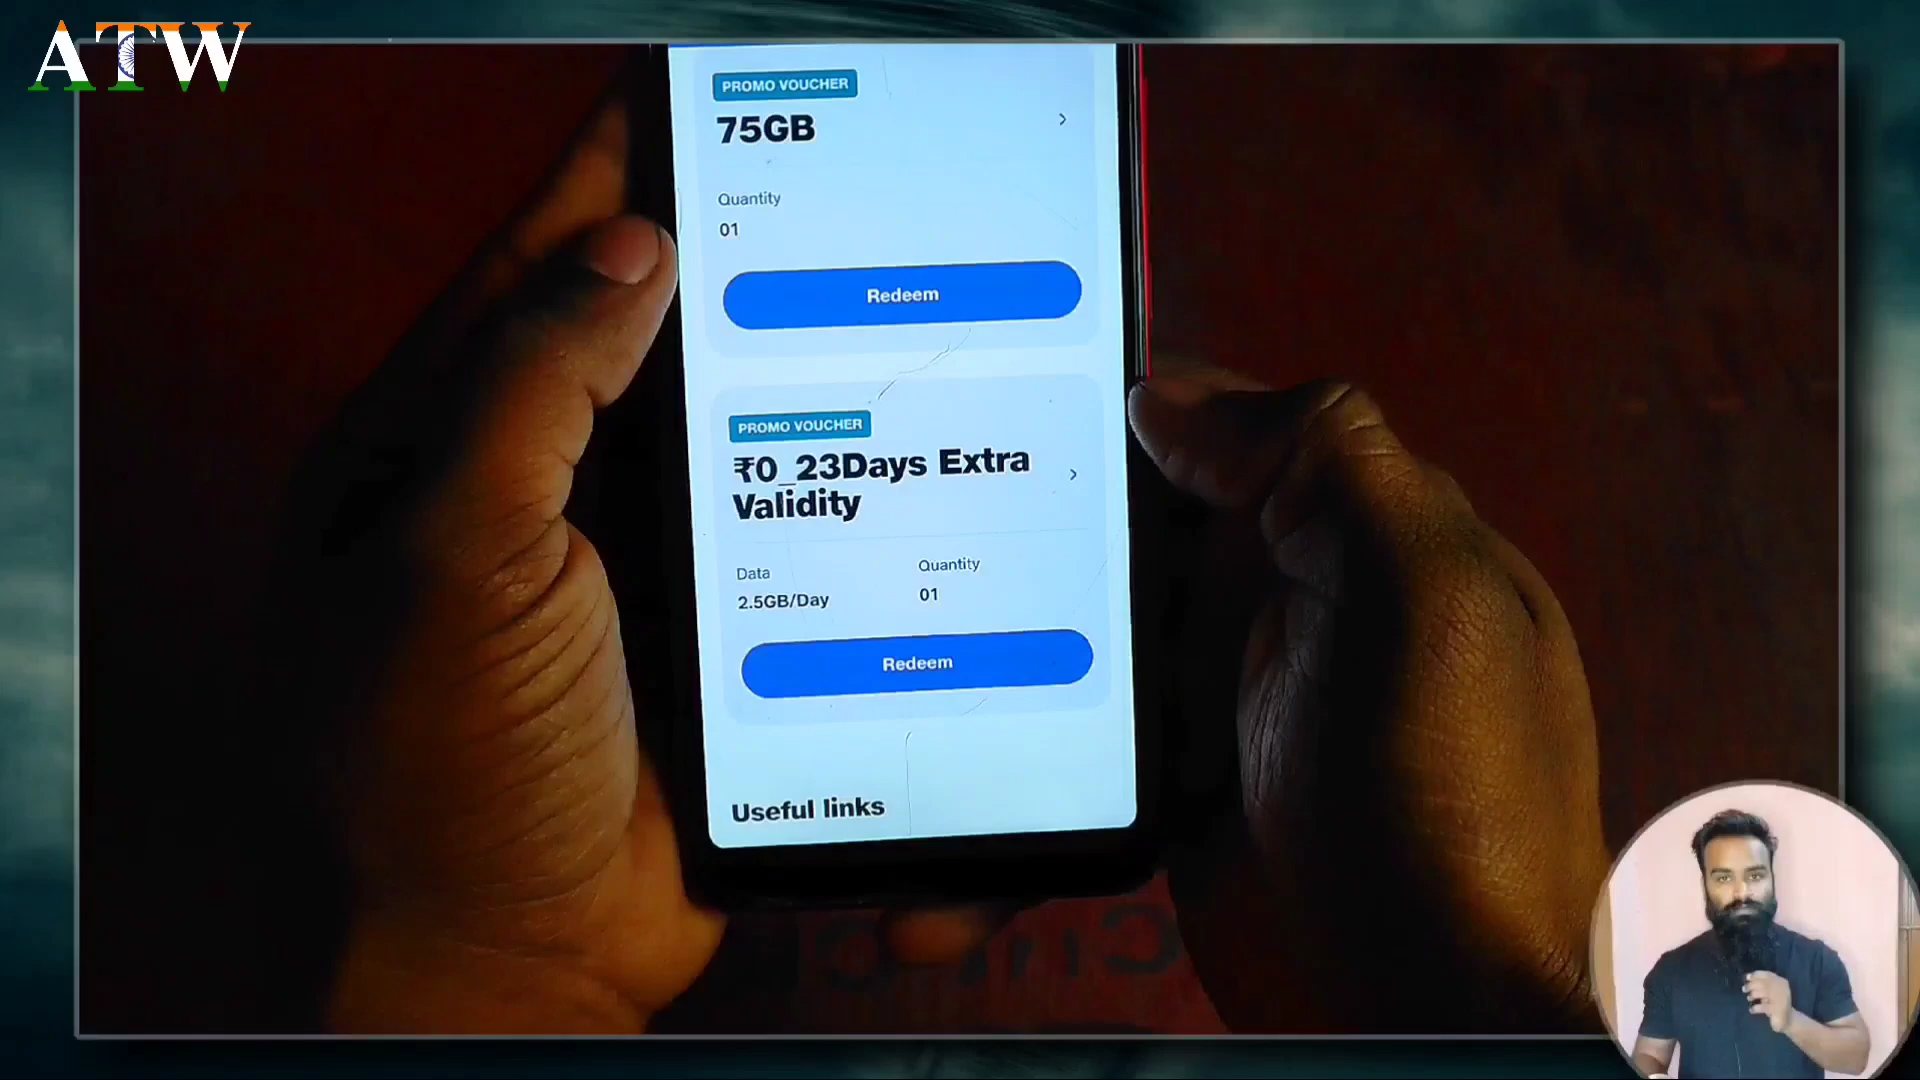 ATW
PROMO VOUCHER
75GB
Quantity
01
Redeem
PROMO VOUCHER
₹0_23Days Extra
Validity
Data
Quantity
2.5GB/Day
01
Redeem
Useful links